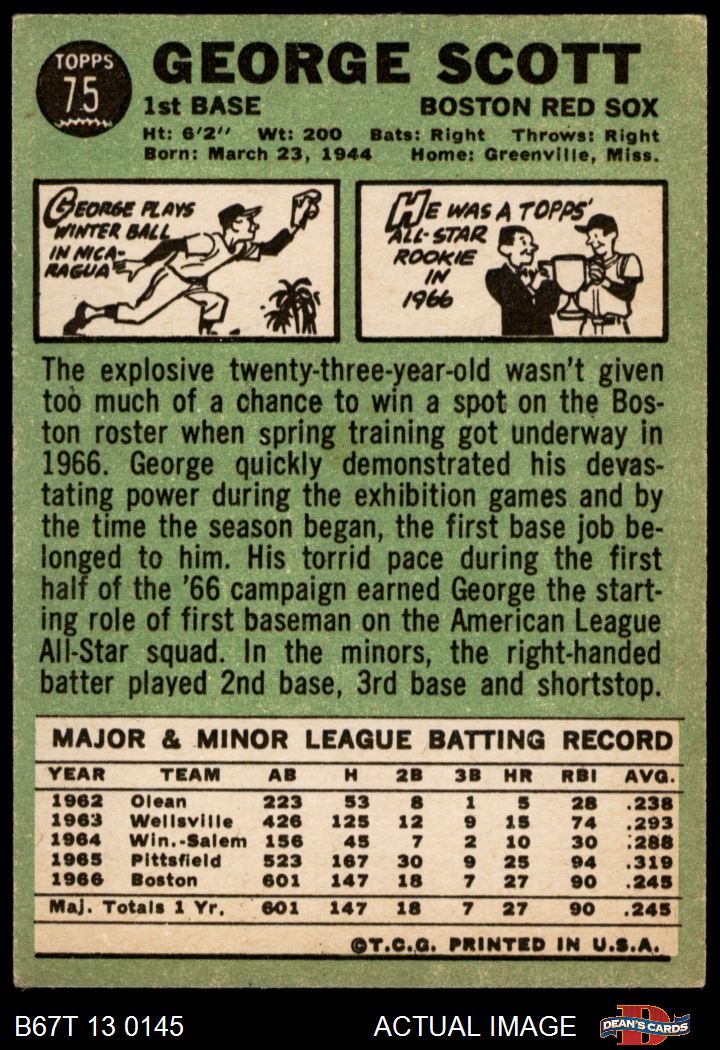 TOPPS
75
GEORGE SCOTT
1st BASE BOSTON RED SOX
Ht: 6'2" Wt: 200 Bats: Right Throws: Right
Born: March 23, 1944 Home: Greenville, Miss.
GEORGE PLAYS
WINTER BALL
IN NICA-
RAGUA
HE WAS A TOPPS'
ALL-STAR
ROOKIE
IN
1966
The explosive twenty-three-year-old wasn't given
too much of a chance to win a spot on the Bos-
ton roster when spring training got underway in
1966. George quickly demonstrated his devas-
tating power during the exhibition games and by
the time the season began, the first base job be-
longed to him. His torrid pace during the first
half of the '66 campaign earned George the start-
ing role of first baseman on the American League
All-Star squad. In the minors, the right-handed
batter played 2nd base, 3rd base and shortstop.
MAJOR & MINOR LEAGUE BATTING RECORD
YEAR TEAM AB H 2B 3B HR RBI AVG.
1962 Olean 223 53 8 1 5 28 .238
1963 Wellsville 426 125 12 9 15 74 .293
1964 Win.-Salem 156 45 7 2 10 30 .288
1965 Pittsfield 523 167 30 9 25 94 .319
1966 Boston 601 147 18 7 27 90 .245
Maj. Totals 1 Yr. 601 147 18 7 27 90 .245
©T.C.G. PRINTED IN U.S.A.
B67T 13 0145 ACTUAL IMAGE
D
DEAN'S CARDS